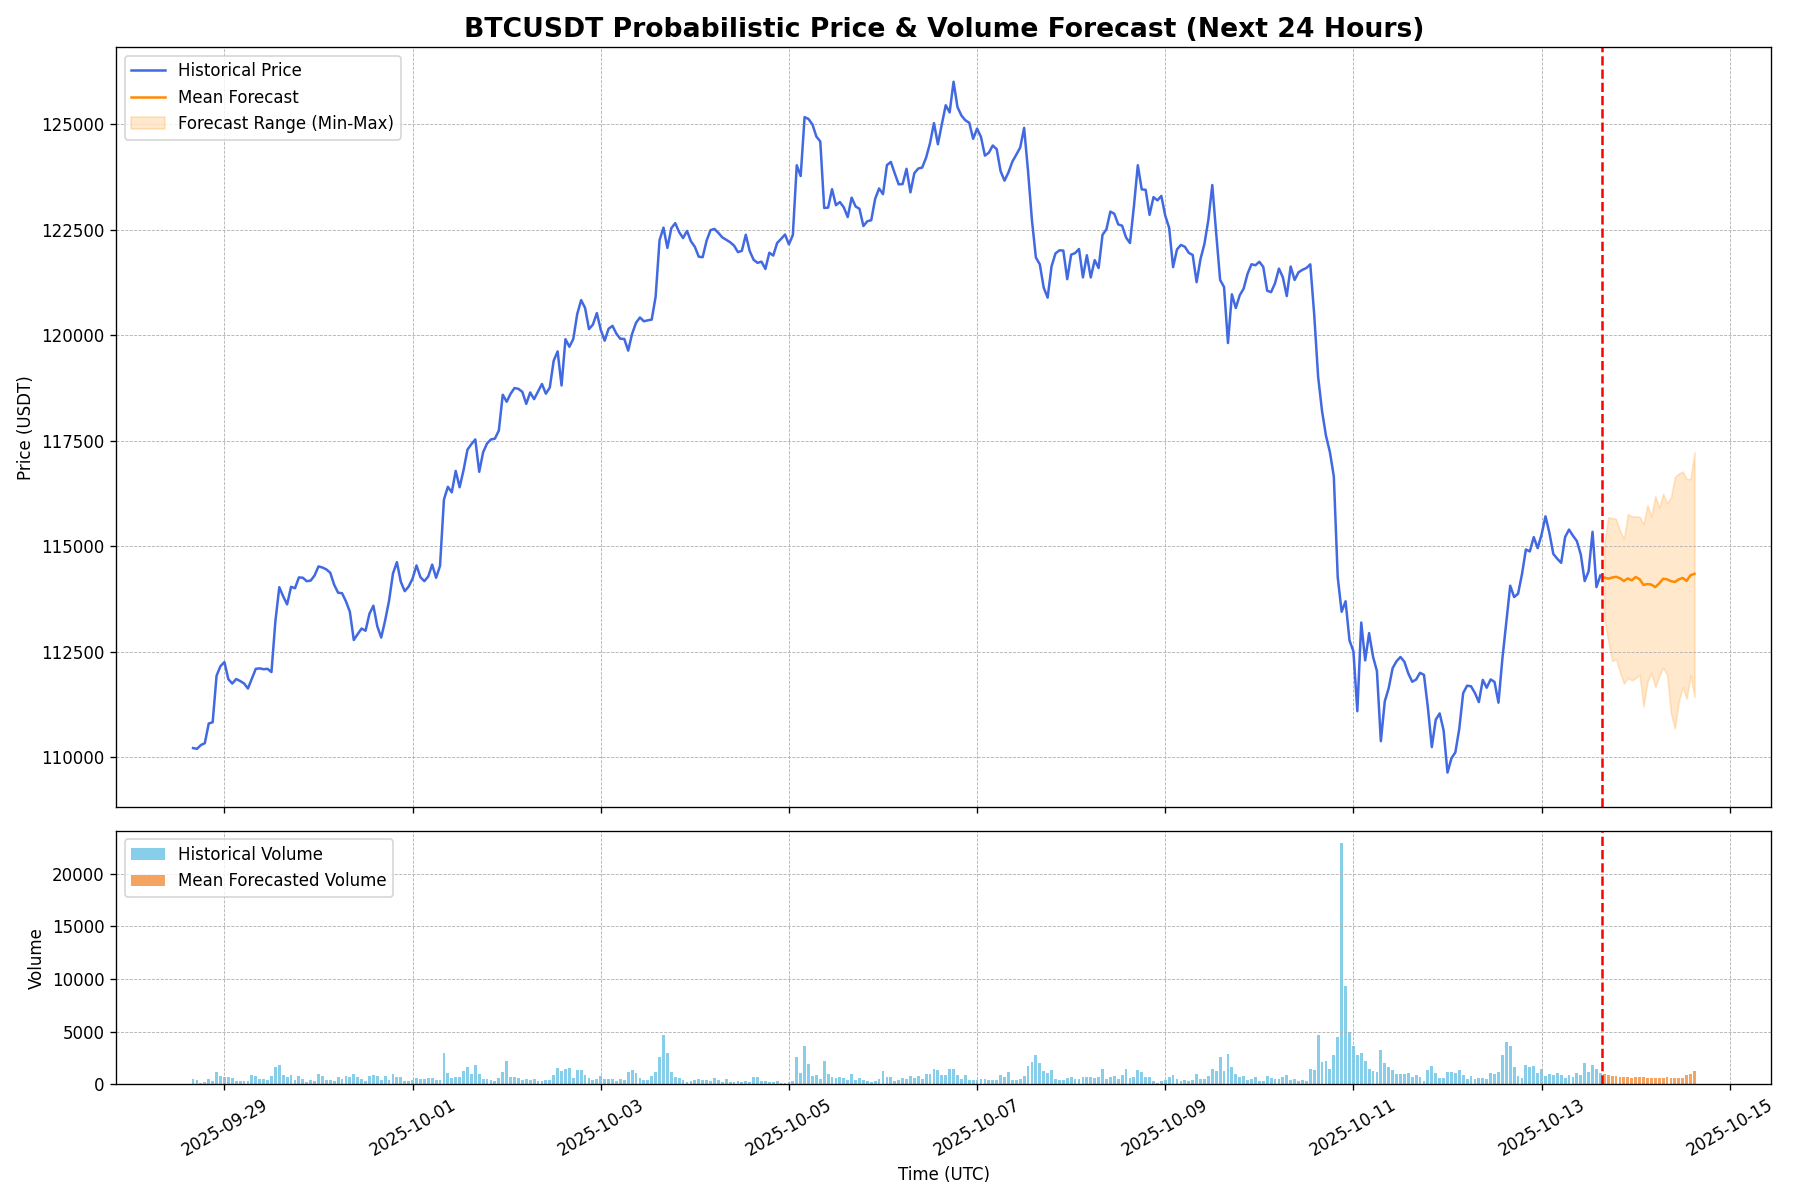 BTCUSDT Probabilistic Price & Volume Forecast (Next 24 Hours)
Historical Price
Mean Forecast
Forecast Range (Min-Max)
Price (USDT)
125000
122500
120000
117500
115000
112500
110000
Historical Volume
Mean Forecasted Volume
Volume
20000
15000
10000
5000
0
2025-09-29
2025-10-01
2025-10-03
2025-10-05
2025-10-07
2025-10-09
2025-10-11
2025-10-13
2025-10-15
Time (UTC)